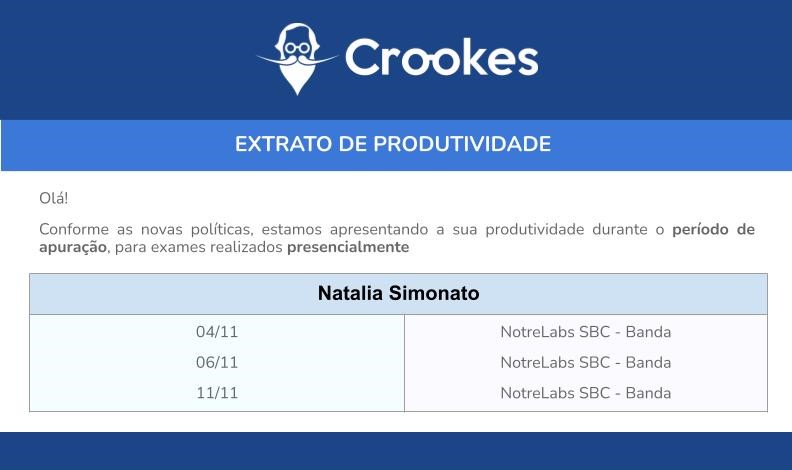 Crookes
EXTRATO DE PRODUTIVIDADE
Olá!
Conforme as novas políticas, estamos apresentando a sua produtividade durante o período de
apuração, para exames realizados presencialmente
Natalia Simonato
04/11 NotreLabs SBC - Banda
06/11 NotreLabs SBC - Banda
11/11 NotreLabs SBC - Banda